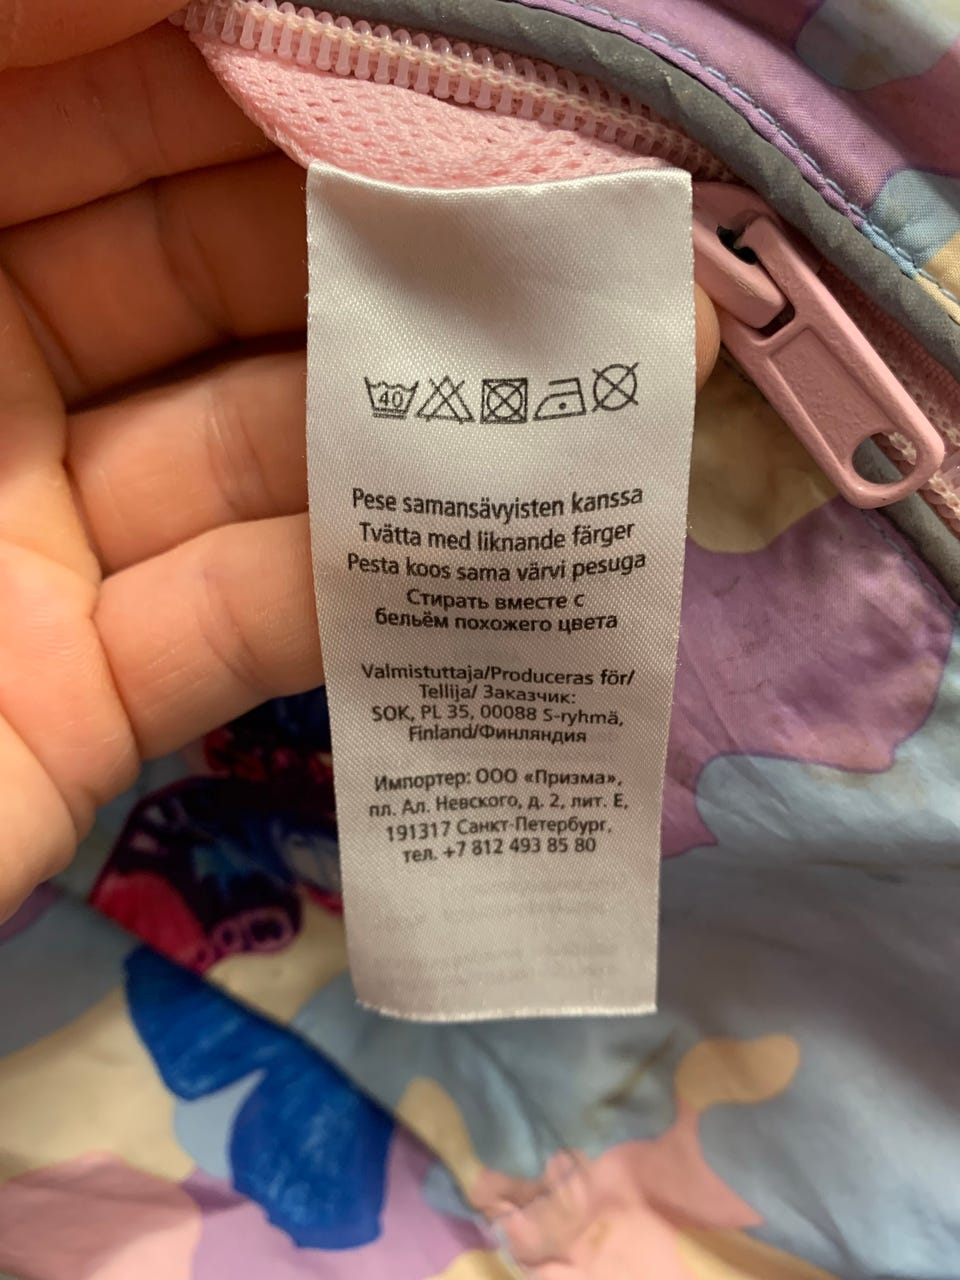 40
Pese samansävyisten kanssa
Tvätta med liknande färger
Pesta koos sama värvi pesuga
Стирать вместе с
бельём похожего цвета
Valmistuttaja/Produceras för/
Tellija/ Заказчик:
SOK, PL 35, 00088 S-ryhmä,
Finland/Финляндия
Импортер: ООО «Призма»,
пл. Ал. Невского, д. 2, лит. Е,
191317 Санкт-Петербург,
тел. +7 812 493 85 80